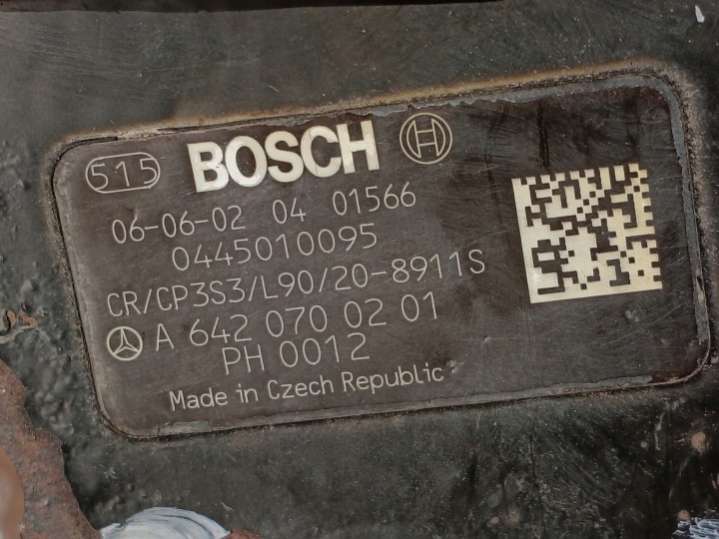 515 BOSCH
06-06-02 04 01566
0445010095
CR/CP3S3/L90/20-8911S
A 642 070 02 01
PH 0012
Made in Czech Republic